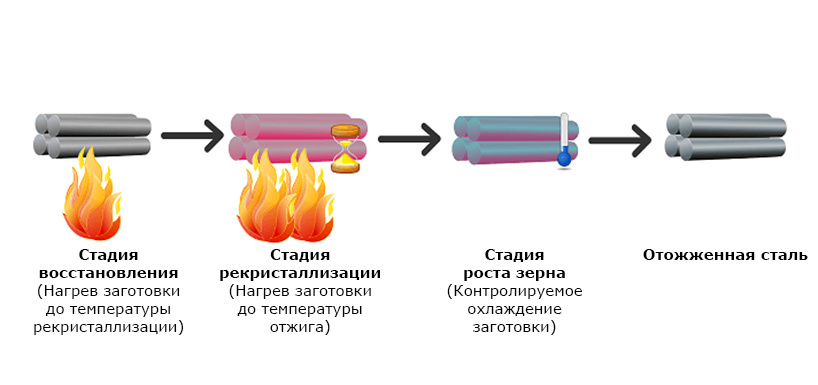 Стадия
восстановления
(Нагрев заготовки
до температуры
рекристаллизации)
Стадия
рекристаллизации
(Нагрев заготовки
до температуры
отжига)
Стадия
роста зерна
(Контролируемое
охлаждение
заготовки)
Отожженная сталь